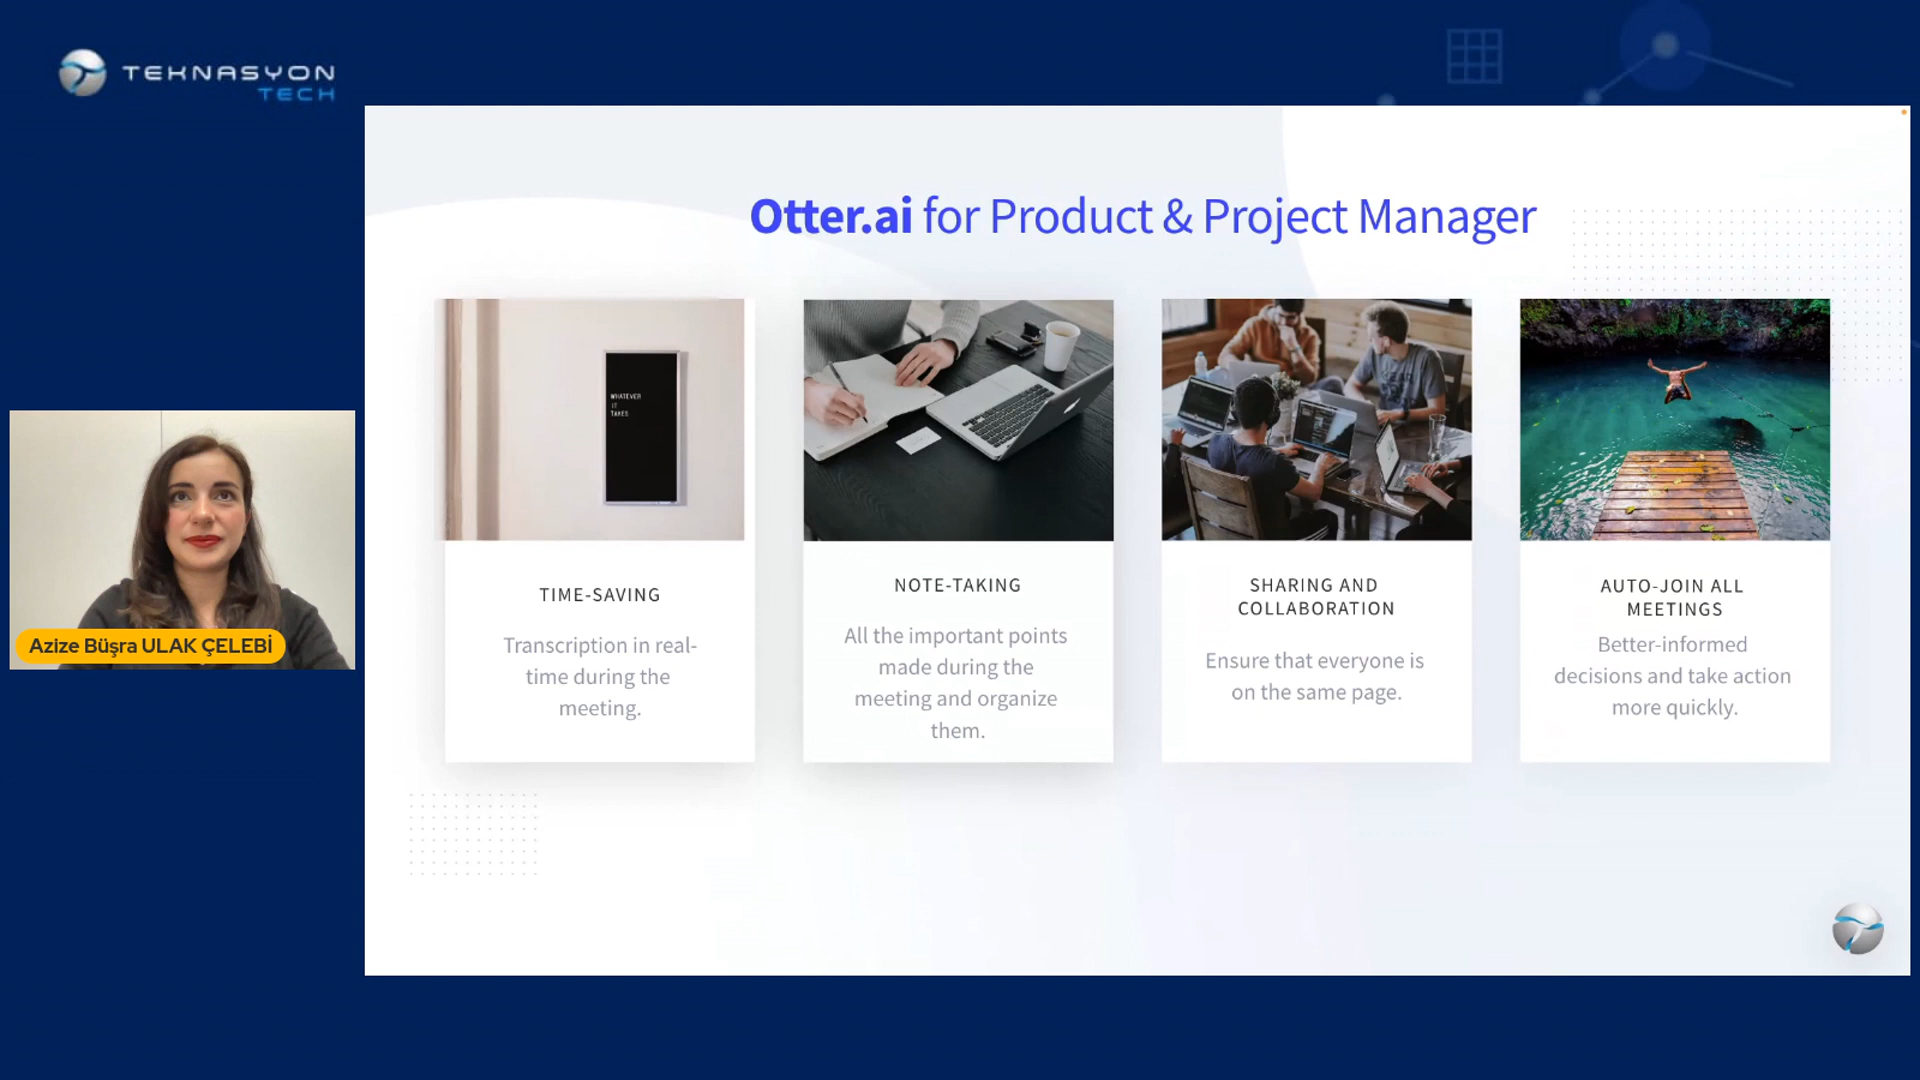 TEKNASYON
TECH
Otter.ai for Product & Project Manager
WHATEVER
IT
TAKES
TIME-SAVING
Transcription in real-
time during the
meeting.
NOTE-TAKING
All the important points
made during the
meeting and organize
them.
SHARING AND
COLLABORATION
Ensure that everyone is
on the same page.
AUTO-JOIN ALL
MEETINGS
Better-informed
decisions and take action
more quickly.
Azize Büşra ULAK ÇELEBİ